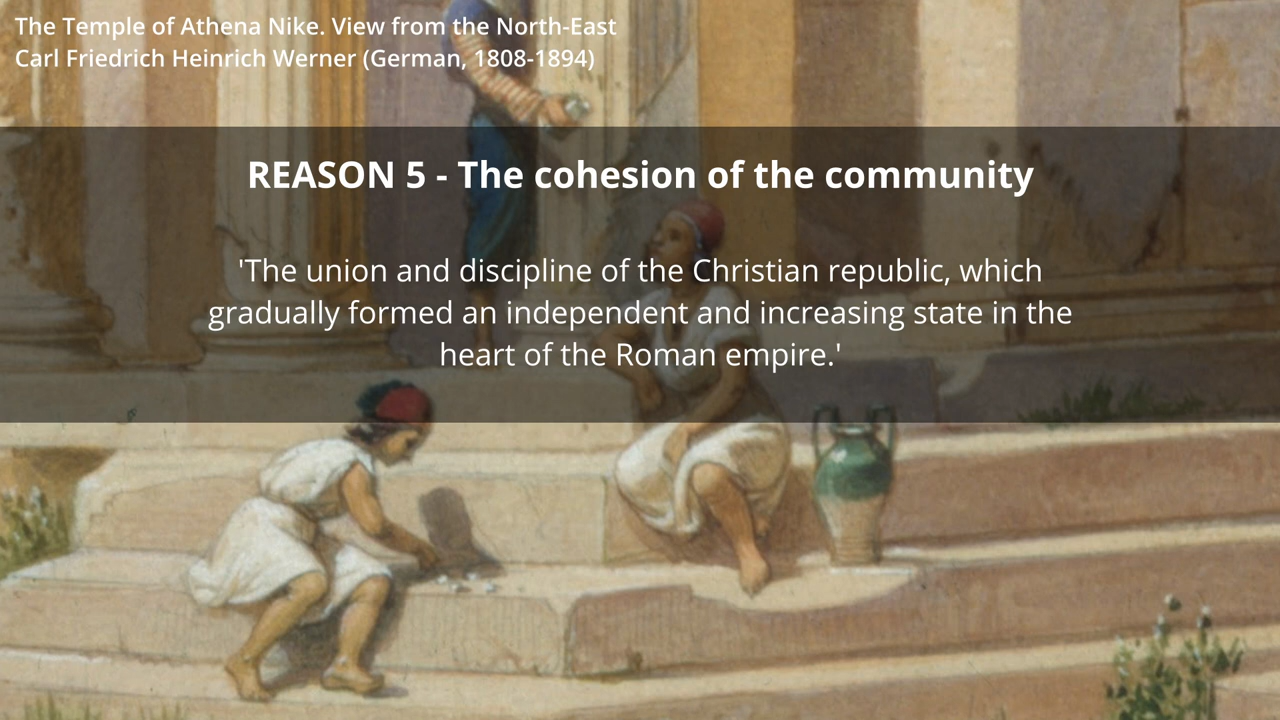 The Temple of Athena Nike. View from the North-East
Carl Friedrich Heinrich Werner (German, 1808-1894)
REASON 5 - The cohesion of the community
'The union and discipline of the Christian republic, which
gradually formed an independent and increasing state in the
heart of the Roman empire.'